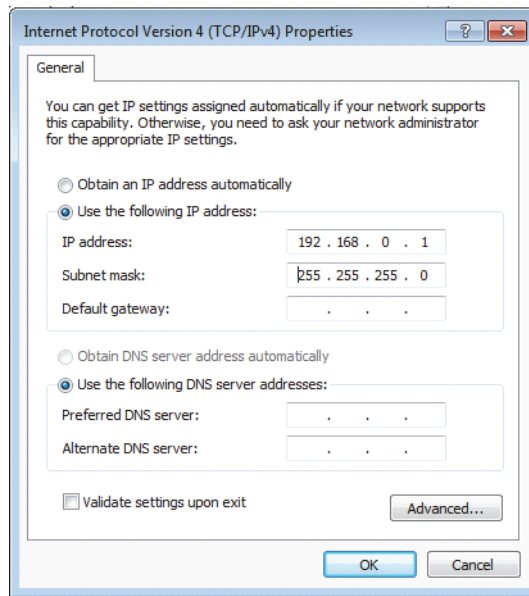 Internet Protocol Version 4 (TCP/IPv4) Properties
General
You can get IP settings assigned automatically if your network supports
this capability. Otherwise, you need to ask your network administrator
for the appropriate IP settings.
Obtain an IP address automatically
Use the following IP address:
IP address: 192 . 168 . 0 . 1
Subnet mask: 255 . 255 . 255 . 0
Default gateway: . . .
Obtain DNS server address automatically
Use the following DNS server addresses:
Preferred DNS server: . . .
Alternate DNS server: . . .
Validate settings upon exit
Advanced...
OK Cancel